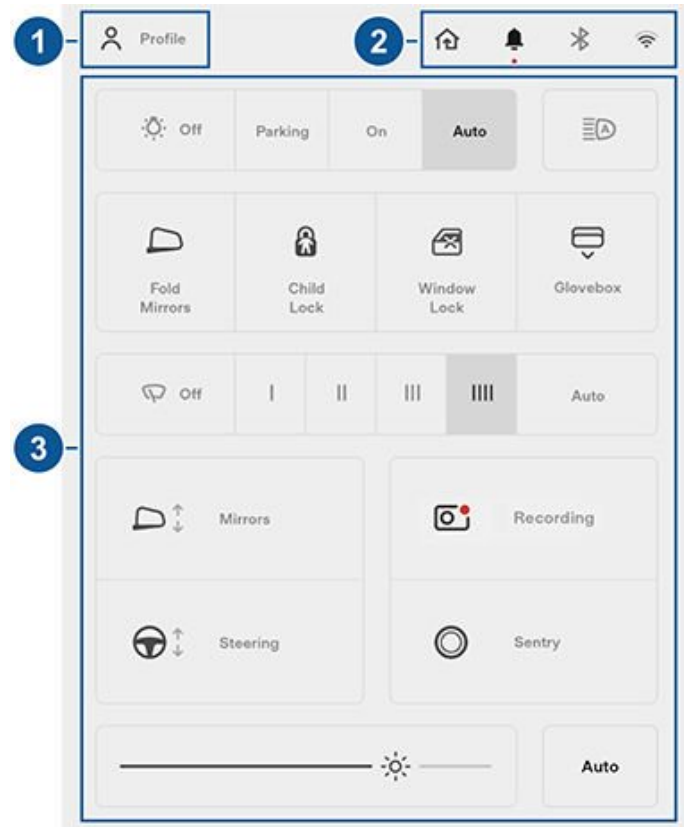 1
Profile
2
Off
Parking
On
Auto
A
Fold
Mirrors
Child
Lock
Window
Lock
Glovebox
Off
I
II
III
IIII
Auto
3
Mirrors
Recording
Steering
Sentry
Auto